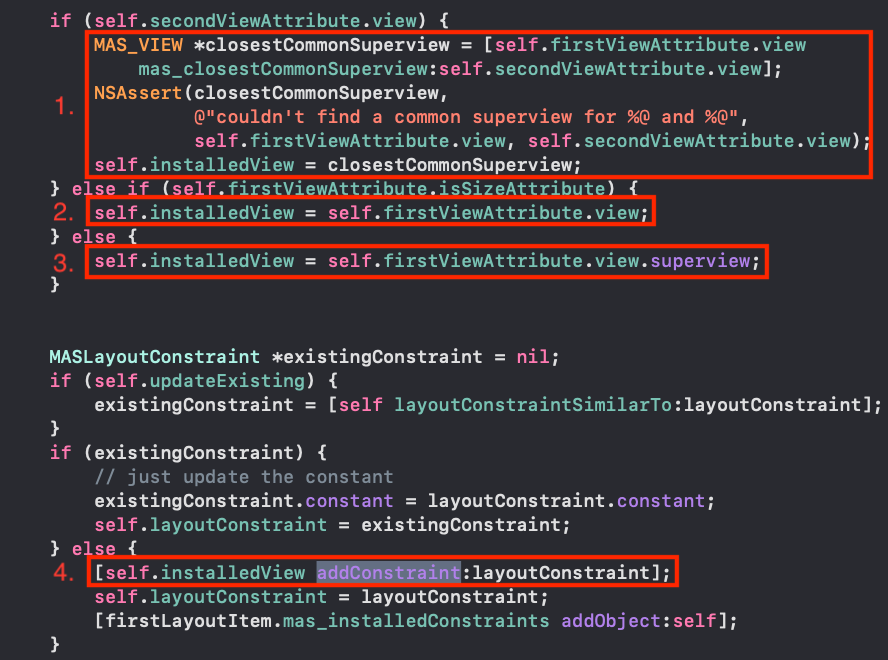 if (self.secondViewAttribute.view) {
MAS_VIEW *closestCommonSuperview = [self.firstViewAttribute.view
mas_closestCommonSuperview:self.secondViewAttribute.view];
1. NSAssert(closestCommonSuperview,
@"couldn't find a common superview for %@ and %@",
self.firstViewAttribute.view, self.secondViewAttribute.view);
self.installedView = closestCommonSuperview;
} else if (self.firstViewAttribute.isSizeAttribute) {
2. self.installedView = self.firstViewAttribute.view;
} else {
3. self.installedView = self.firstViewAttribute.view.superview;
}
MASLayoutConstraint *existingConstraint = nil;
if (self.updateExisting) {
existingConstraint = [self layoutConstraintSimilarTo:layoutConstraint];
}
if (existingConstraint) {
// just update the constant
existingConstraint.constant = layoutConstraint.constant;
self.layoutConstraint = existingConstraint;
} else {
4. [self.installedView addConstraint:layoutConstraint];
self.layoutConstraint = layoutConstraint;
[firstLayoutItem.mas_installedConstraints addObject:self];
}